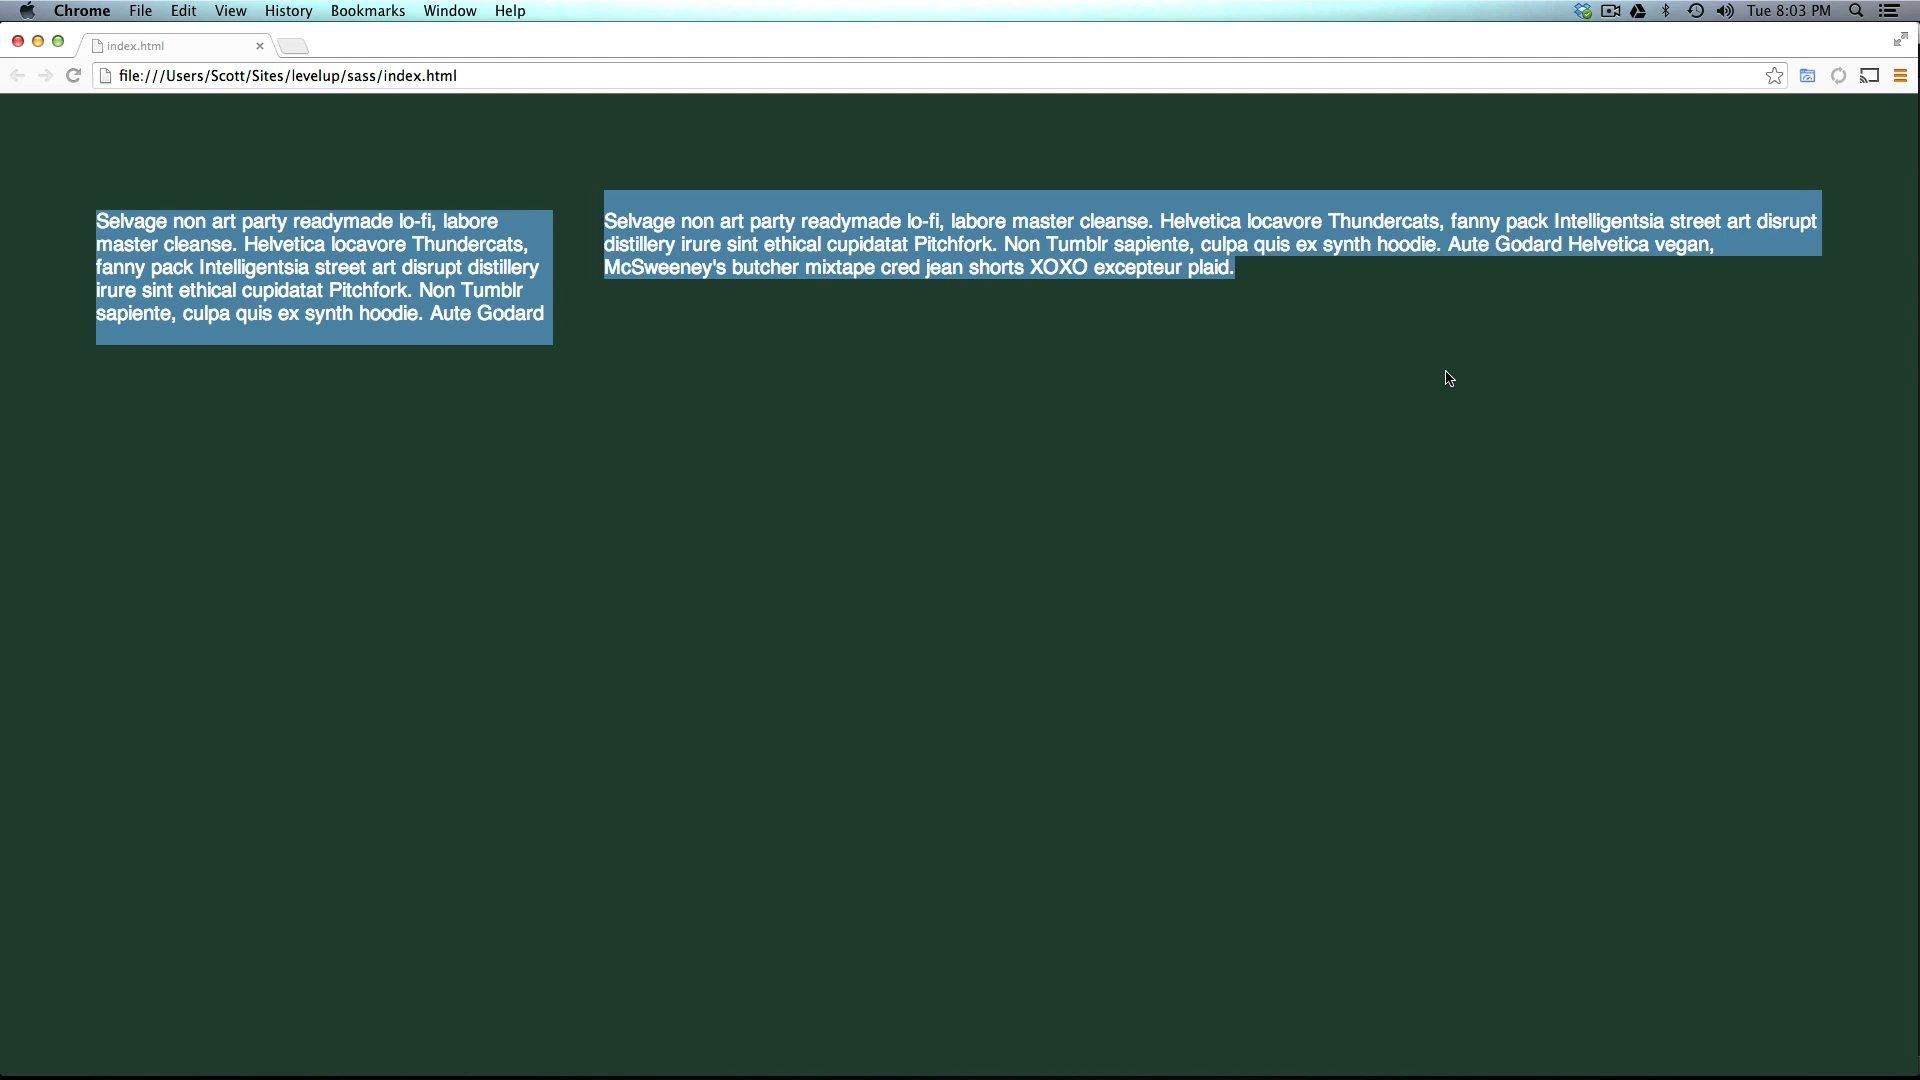 Chrome File Edit View History Bookmarks Window Help Tue 8:03 PM
index.html
file:///Users/Scott/Sites/levelup/sass/index.html
Selvage non art party readymade lo-fi, labore
master cleanse. Helvetica locavore Thundercats,
fanny pack Intelligentsia street art disrupt distillery
irure sint ethical cupidatat Pitchfork. Non Tumblr
sapiente, culpa quis ex synth hoodie. Aute Godard
Selvage non art party readymade lo-fi, labore master cleanse. Helvetica locavore Thundercats, fanny pack Intelligentsia street art disrupt
distillery irure sint ethical cupidatat Pitchfork. Non Tumblr sapiente, culpa quis ex synth hoodie. Aute Godard Helvetica vegan,
McSweeney's butcher mixtape cred jean shorts XOXO excepteur plaid.